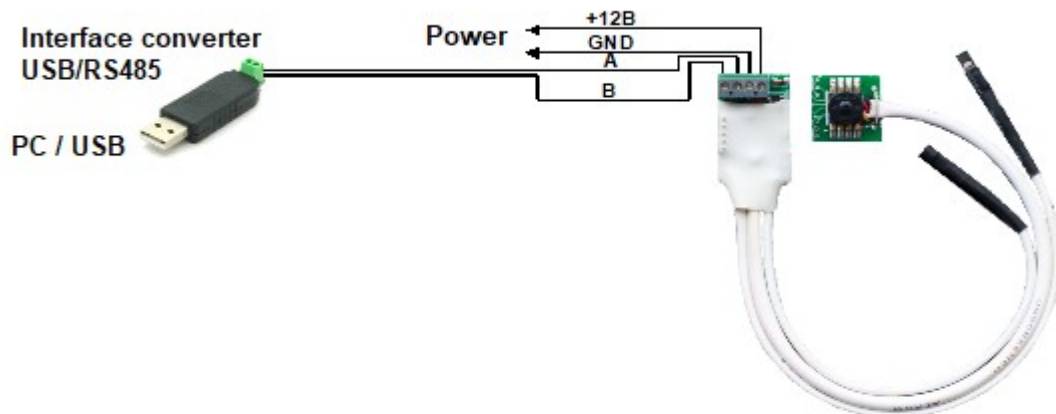 Interface converter
USB/RS485
PC / USB
Power
+12B
GND
A
B